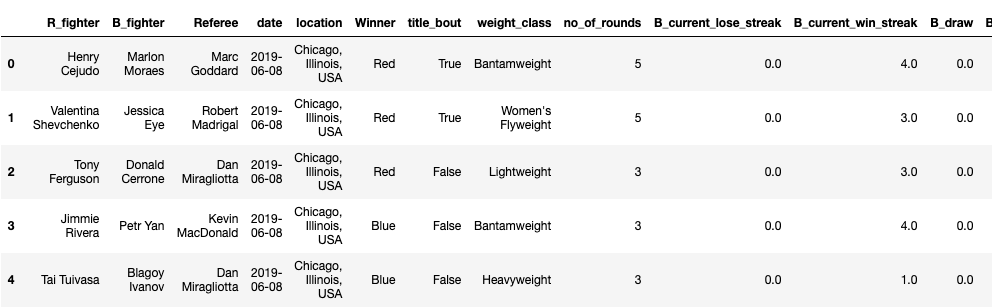 R_fighter B_fighter Referee date location Winner title_bout weight_class no_of_rounds B_current_lose_streak B_current_win_streak B_draw B
0 Henry Cejudo Marlon Moraes Marc Goddard 2019-06-08 Chicago, Illinois, USA Red True Bantamweight 5 0.0 4.0 0.0
1 Valentina Shevchenko Jessica Eye Robert Madrigal 2019-06-08 Chicago, Illinois, USA Red True Women's Flyweight 5 0.0 3.0 0.0
2 Tony Ferguson Donald Cerrone Dan Miragliotta 2019-06-08 Chicago, Illinois, USA Red False Lightweight 3 0.0 3.0 0.0
3 Jimmie Rivera Petr Yan Kevin MacDonald 2019-06-08 Chicago, Illinois, USA Blue False Bantamweight 3 0.0 4.0 0.0
4 Tai Tuivasa Blagoy Ivanov Dan Miragliotta 2019-06-08 Chicago, Illinois, USA Blue False Heavyweight 3 0.0 1.0 0.0